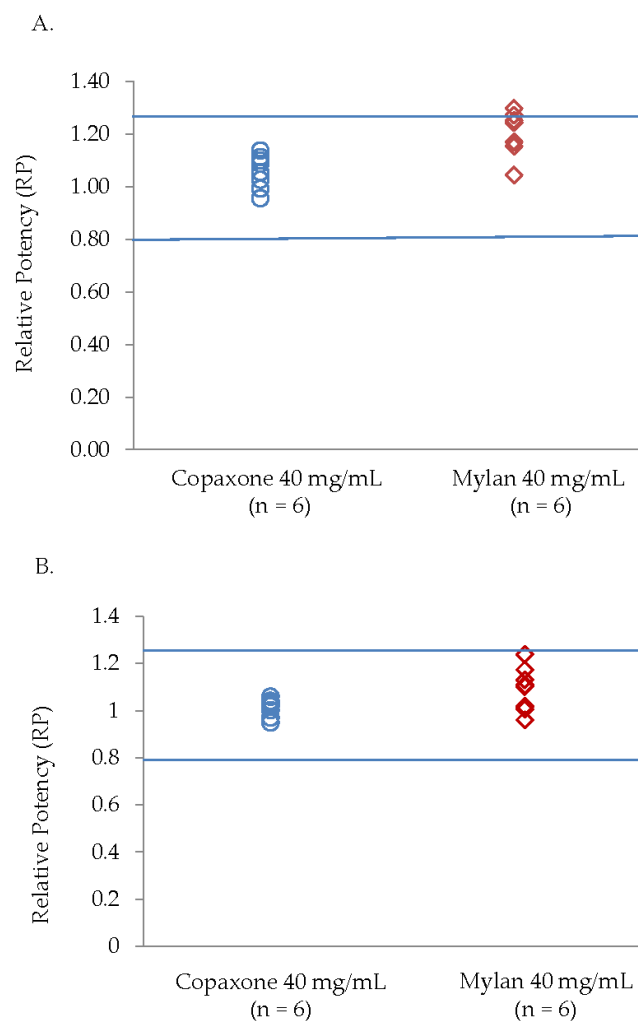 A.
1.40
1.20
1.00
0.80
0.60
0.40
0.20
0.00
Relative Potency (RP)
Copaxone 40 mg/mL
(n = 6)
Mylan 40 mg/mL
(n = 6)
B.
1.4
1.2
1
0.8
0.6
0.4
0.2
0
Relative Potency (RP)
Copaxone 40 mg/mL
(n = 6)
Mylan 40 mg/mL
(n = 6)